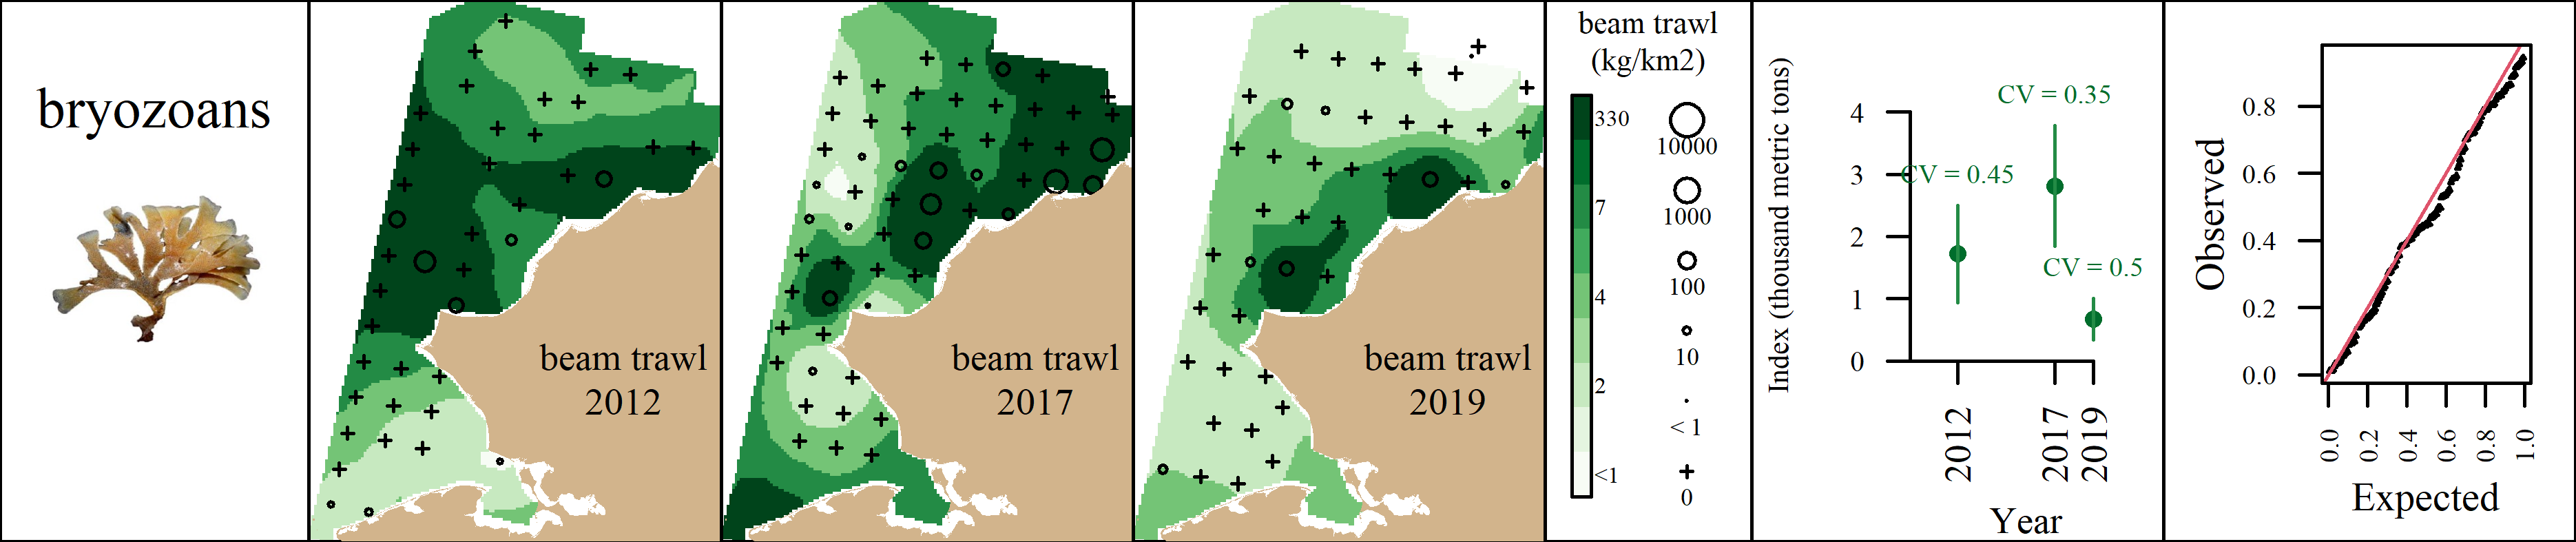 bryozoans
beam trawl
2012
beam trawl
2017
beam trawl
2019
beam trawl
(kg/km2)
330
7
4
2
<1
10000
1000
100
10
< 1
0
Index (thousand metric tons)
4
3
2
1
0
CV = 0.45
CV = 0.35
CV = 0.5
2012
2017
2019
Year
Observed
0.8
0.6
0.4
0.2
0.0
0.0
0.2
0.4
0.6
0.8
1.0
Expected